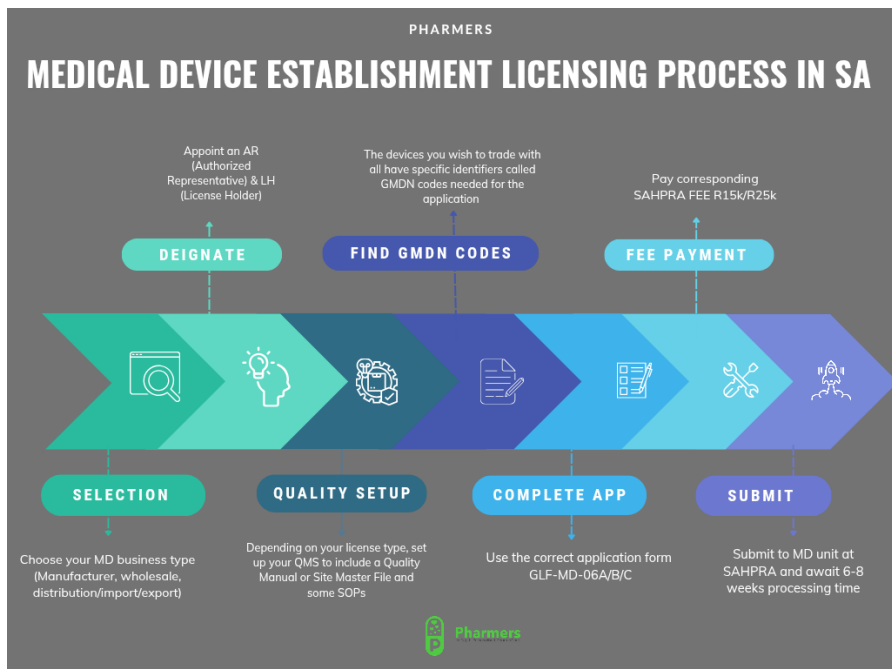 PHARMERS
MEDICAL DEVICE ESTABLISHMENT LICENSING PROCESS IN SA
Appoint an AR
(Authorized
Representative) & LH
(License Holder)
DEIGNATE
The devices you wish to trade with
all have specific identifiers called
GMDN codes needed for the
application
FIND GMDN CODES
Pay corresponding
SAHPRA FEE R15k/R25k
FEE PAYMENT
SELECTION
Choose your MD business type
(Manufacturer, wholesale,
distribution/import/export)
QUALITY SETUP
Depending on your license type, set
up your QMS to include a Quality
Manual or Site Master File and
some SOPs
COMPLETE APP
Use the correct application form
GLF-MD-06A/B/C
SUBMIT
Submit to MD unit at
SAHPRA and await 6-8
weeks processing time
P
Pharmers